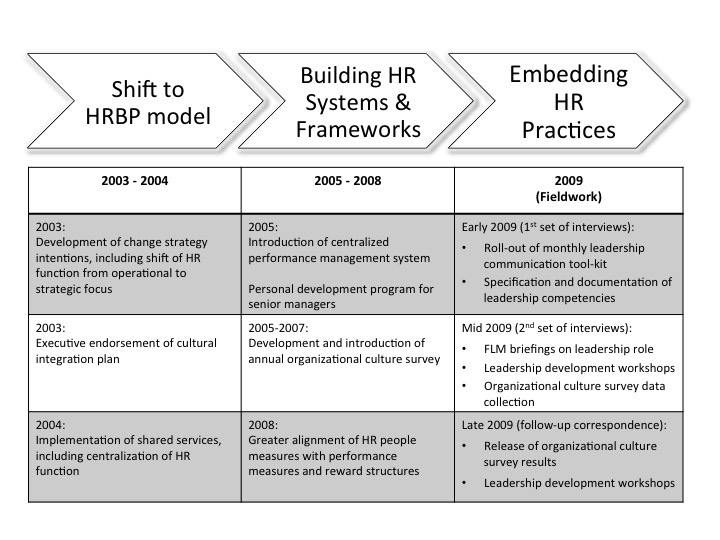 Shift to
HRBP model
Building HR
Systems &
Frameworks
Embedding
HR
Practices
2003 - 2004
2005 - 2008
2009
(Fieldwork)
2003:
Development of change strategy
intentions, including shift of HR
function from operational to
strategic focus
2005:
Introduction of centralized
performance management system
Personal development program for
senior managers
Early 2009 (1st set of interviews):
• Roll-out of monthly leadership
communication tool-kit
• Specification and documentation of
leadership competencies
2003:
Executive endorsement of cultural
integration plan
2005-2007:
Development and introduction of
annual organizational culture survey
Mid 2009 (2nd set of interviews):
• FLM briefings on leadership role
• Leadership development workshops
• Organizational culture survey data
collection
2004:
Implementation of shared services,
including centralization of HR
function
2008:
Greater alignment of HR people
measures with performance
measures and reward structures
Late 2009 (follow-up correspondence):
• Release of organizational culture
survey results
• Leadership development workshops